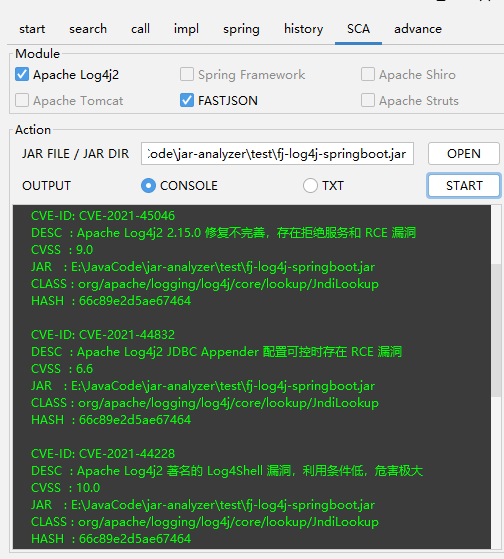 start search call impl spring history SCA advance
Module
Apache Log4j2 Spring Framework Apache Shiro
Apache Tomcat FASTJSON Apache Struts
Action
JAR FILE / JAR DIR :ode\jar-analyzer\test\fj-log4j-springboot.jar OPEN
OUTPUT CONSOLE TXT START
CVE-ID: CVE-2021-45046
DESC : Apache Log4j2 2.15.0 修复不完善，存在拒绝服务和 RCE 漏洞
CVSS : 9.0
JAR : E:\JavaCode\jar-analyzer\test\fj-log4j-springboot.jar
CLASS : org/apache/logging/log4j/core/lookup/JndiLookup
HASH : 66c89e2d5ae67464
CVE-ID: CVE-2021-44832
DESC : Apache Log4j2 JDBC Appender 配置可控时存在 RCE 漏洞
CVSS : 6.6
JAR : E:\JavaCode\jar-analyzer\test\fj-log4j-springboot.jar
CLASS : org/apache/logging/log4j/core/lookup/JndiLookup
HASH : 66c89e2d5ae67464
CVE-ID: CVE-2021-44228
DESC : Apache Log4j2 著名的 Log4Shell 漏洞，利用条件低，危害极大
CVSS : 10.0
JAR : E:\JavaCode\jar-analyzer\test\fj-log4j-springboot.jar
CLASS : org/apache/logging/log4j/core/lookup/JndiLookup
HASH : 66c89e2d5ae67464